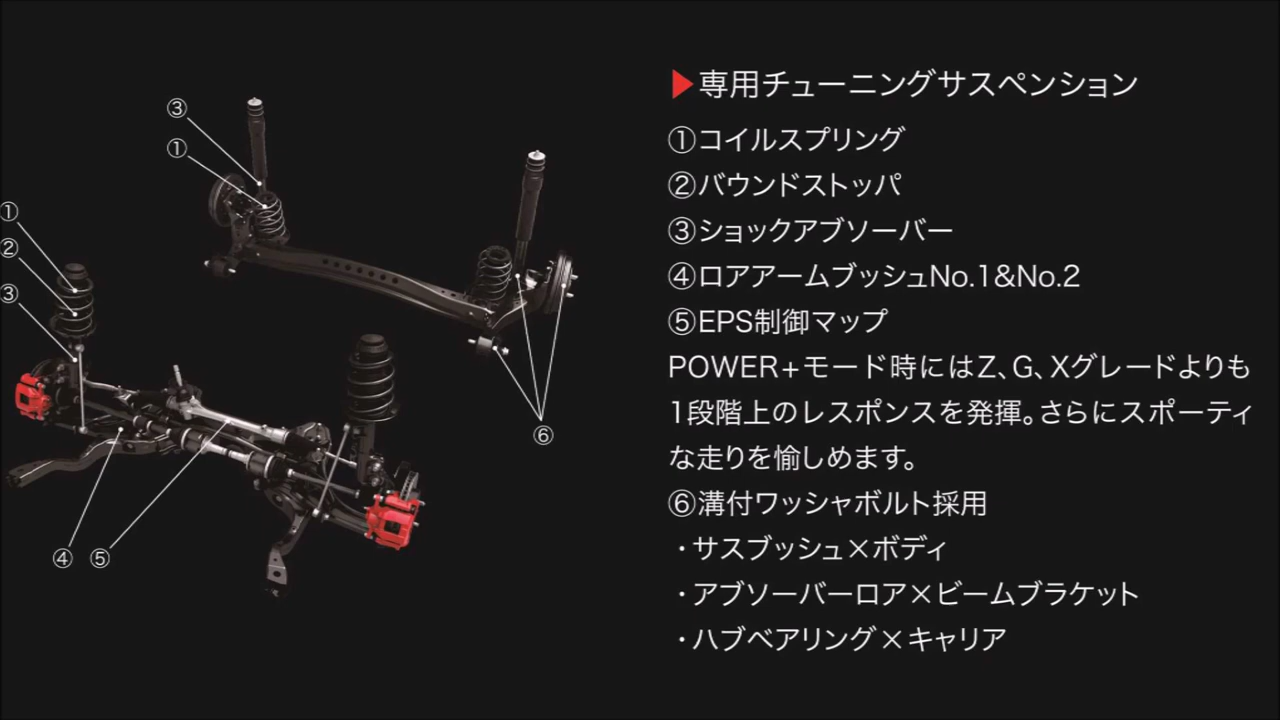 ③
①
①
②
③
⑥
④ ⑤
▶専用チューニングサスペンション
①コイルスプリング
②バウンドストッパ
③ショックアブソーバー
④ロアアームブッシュNo.1&No.2
⑤EPS制御マップ
POWER+モード時にはZ、G、Xグレードよりも
1段階上のレスポンスを発揮。さらにスポーティ
な走りを愉しめます。
⑥溝付ワッシャボルト採用
・サスブッシュ×ボディ
・アブソーバーロア×ビームブラケット
・ハブベアリング×キャリア